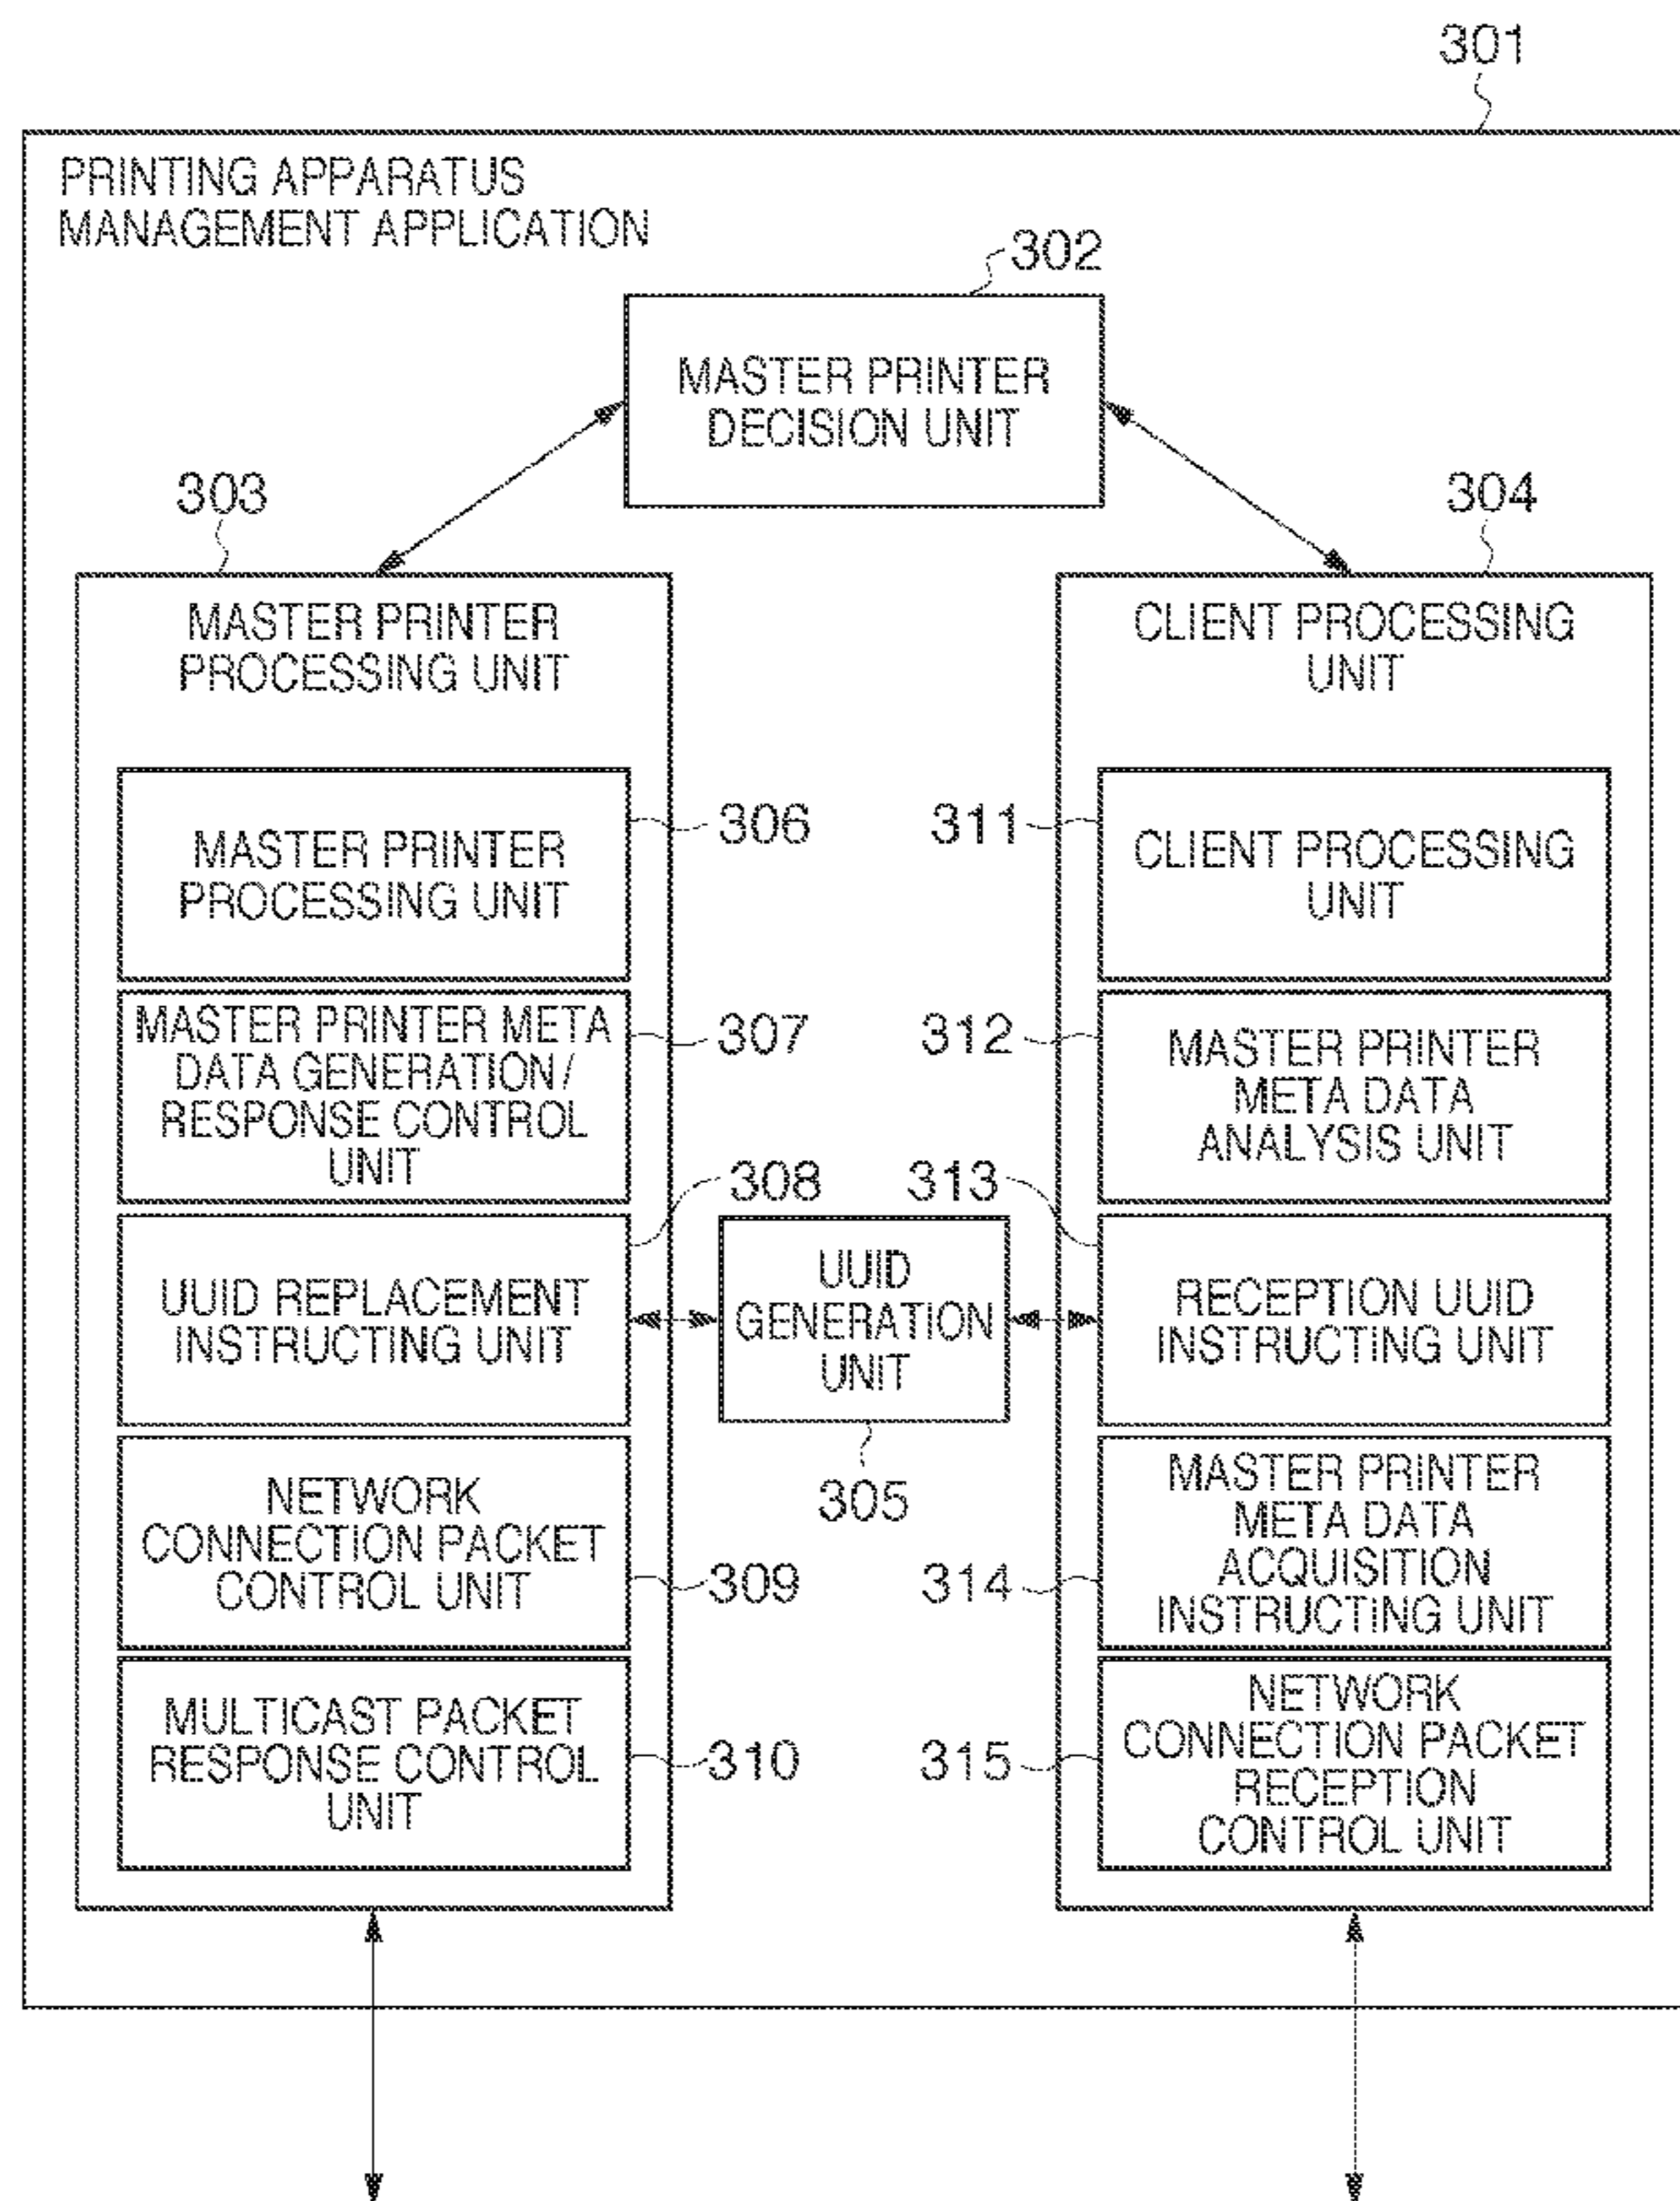 301
PRINTING APPARATUS
MANAGEMENT APPLICATION
302
MASTER PRINTER
DECISION UNIT
303
304
MASTER PRINTER
PROCESSING UNIT
CLIENT PROCESSING
UNIT
MASTER PRINTER
PROCESSING UNIT
306
311
CLIENT PROCESSING
UNIT
MASTER PRINTER META
DATA GENERATION/
RESPONSE CONTROL
UNIT
307
312
MASTER PRINTER
META DATA
ANALYSIS UNIT
308
313
UUID REPLACEMENT
INSTRUCTING UNIT
UUID
GENERATION
UNIT
305
RECEPTION UUID
INSTRUCTING UNIT
NETWORK
CONNECTION PACKET
CONTROL UNIT
309
314
MASTER PRINTER
META DATA
ACQUISITION
INSTRUCTING UNIT
MULTICAST PACKET
RESPONSE CONTROL
UNIT
310
315
NETWORK
CONNECTION PACKET
RECEPTION
CONTROL UNIT